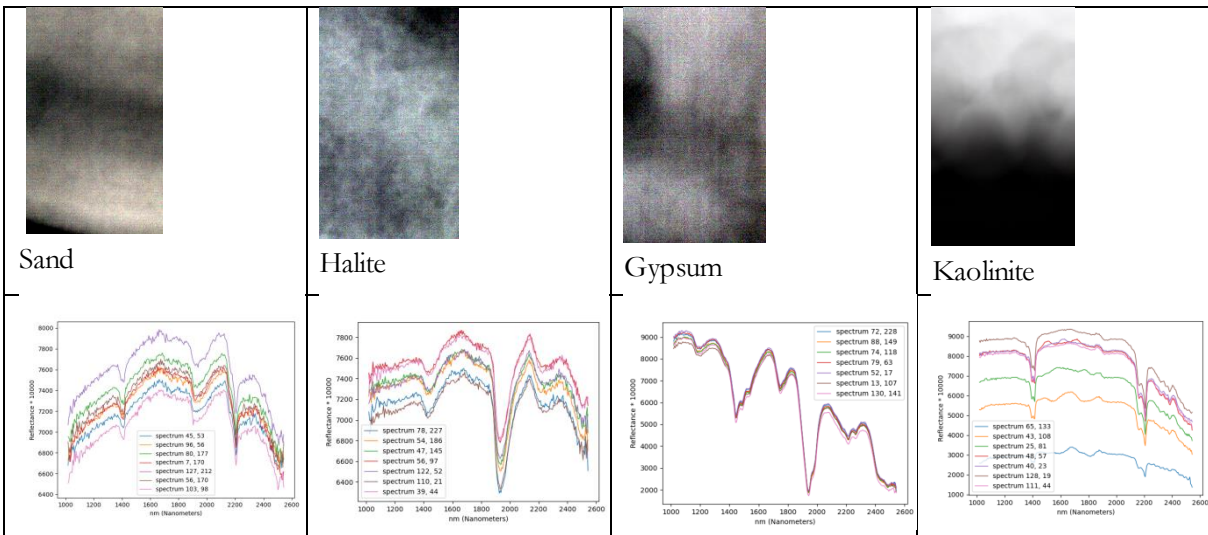 Sand
Halite
Gypsum
Kaolinite
8000
7800
7600
7400
7200
7000
6800
6600
6400
Reflectance * 10000
spectrum 45, 53
spectrum 96, 56
spectrum 80, 177
spectrum 7, 170
spectrum 127, 212
spectrum 56, 170
spectrum 103, 98
1000 1200 1400 1600 1800 2000 2200 2400 2600
nm (Nanometers)
7800
7600
7400
7200
7000
6800
6600
6400
Reflectance * 10000
spectrum 78, 227
spectrum 54, 186
spectrum 47, 145
spectrum 56, 97
spectrum 122, 52
spectrum 110, 21
spectrum 39, 44
1000 1200 1400 1600 1800 2000 2200 2400 2600
nm (Nanometers)
9000
8000
7000
6000
5000
4000
3000
2000
Reflectance * 10000
spectrum 72, 228
spectrum 88, 149
spectrum 74, 118
spectrum 79, 63
spectrum 52, 17
spectrum 13, 107
spectrum 130, 141
1000 1200 1400 1600 1800 2000 2200 2400 2600
nm (Nanometers)
9000
8000
7000
6000
5000
4000
3000
2000
1000
Reflectance * 10000
spectrum 65, 133
spectrum 43, 108
spectrum 25, 81
spectrum 48, 57
spectrum 40, 23
spectrum 128, 19
spectrum 111, 44
1000 1200 1400 1600 1800 2000 2200 2400 2600
nm (Nanometers)